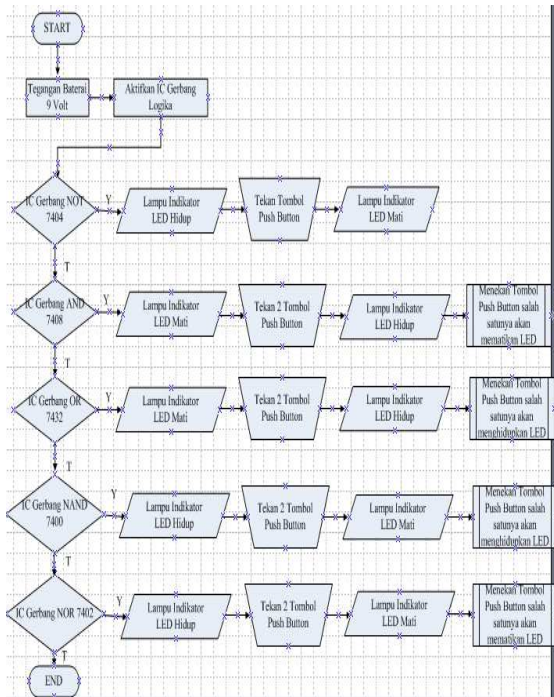 START
Tegangan Baterai
9 Volt
Aktifkan IC Gerbang
Logika
IC Gerbang NOT
7404
Y
Lampu Indikator
LED Hidup
Tekan Tombol
Push Button
Lampu Indikator
LED Mati
T
IC Gerbang AND
7408
Y
Lampu Indikator
LED Mati
Tekan 2 Tombol
Push Button
Lampu Indikator
LED Hidup
Menekan Tombol
Push Button salah
satunya akan
mematikan LED
T
IC Gerbang OR
7432
Y
Lampu Indikator
LED Mati
Tekan 2 Tombol
Push Button
Lampu Indikator
LED Hidup
Menekan Tombol
Push Button salah
satunya akan
menghidupkan LED
T
IC Gerbang NAND
7400
Y
Lampu Indikator
LED Hidup
Tekan 2 Tombol
Push Button
Lampu Indikator
LED Mati
Menekan Tombol
Push Button salah
satunya akan
menghidupkan LED
T
IC Gerbang NOR 7402
Y
Lampu Indikator
LED Hidup
Tekan 2 Tombol
Push Button
Lampu Indikator
LED Mati
Menekan Tombol
Push Button salah
satunya akan
mematikan LED
T
END